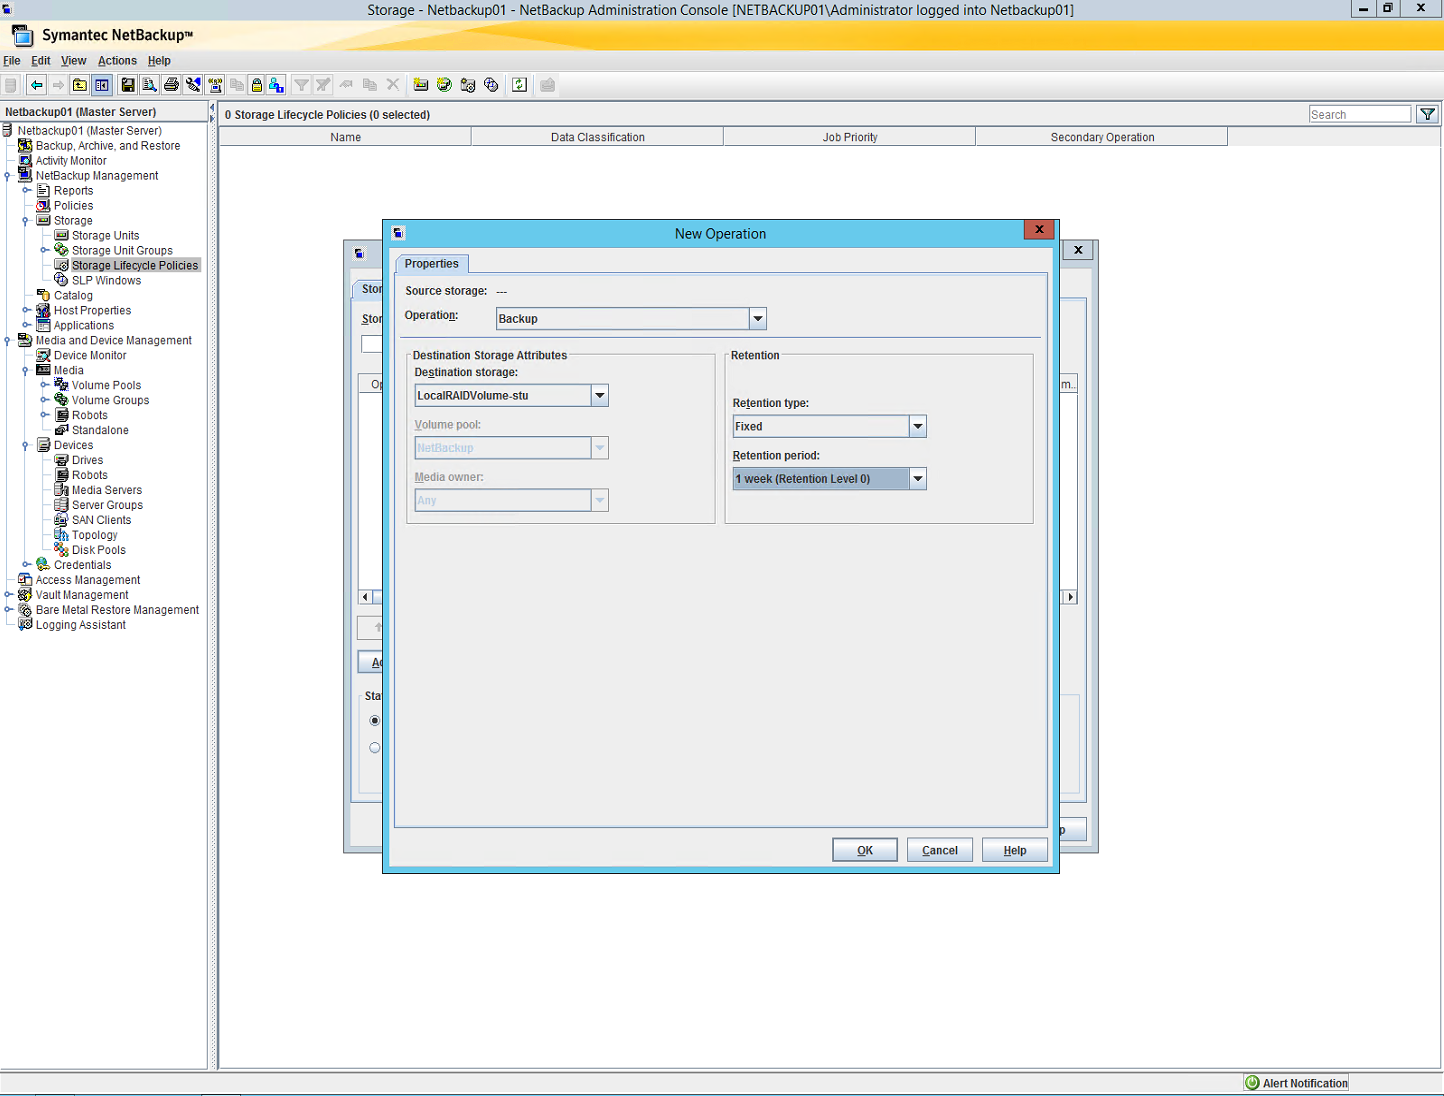 Storage - Netbackup01 - NetBackup Administration Console [NETBACKUP01\Administrator logged into Netbackup01]
Symantec NetBackup™
File Edit View Actions Help
Netbackup01 (Master Server)
0 Storage Lifecycle Policies (0 selected)
Search
Name Data Classification Job Priority Secondary Operation
Netbackup01 (Master Server)
Backup, Archive, and Restore
Activity Monitor
NetBackup Management
Reports
Policies
Storage
Storage Units
Storage Unit Groups
Storage Lifecycle Policies
SLP Windows
Catalog
Host Properties
Applications
Media and Device Management
Device Monitor
Media
Volume Pools
Volume Groups
Robots
Standalone
Devices
Drives
Robots
Media Servers
Server Groups
SAN Clients
Topology
Disk Pools
Credentials
Access Management
Vault Management
Bare Metal Restore Management
Logging Assistant
Stor
Stor
Op
m...
Ad
Sta
p
New Operation
Properties
Source storage: ---
Operation: Backup
Destination Storage Attributes
Destination storage:
LocalRAIDVolume-stu
Volume pool:
NetBackup
Media owner:
Any
Retention
Retention type:
Fixed
Retention period:
1 week (Retention Level 0)
OK Cancel Help
Alert Notification